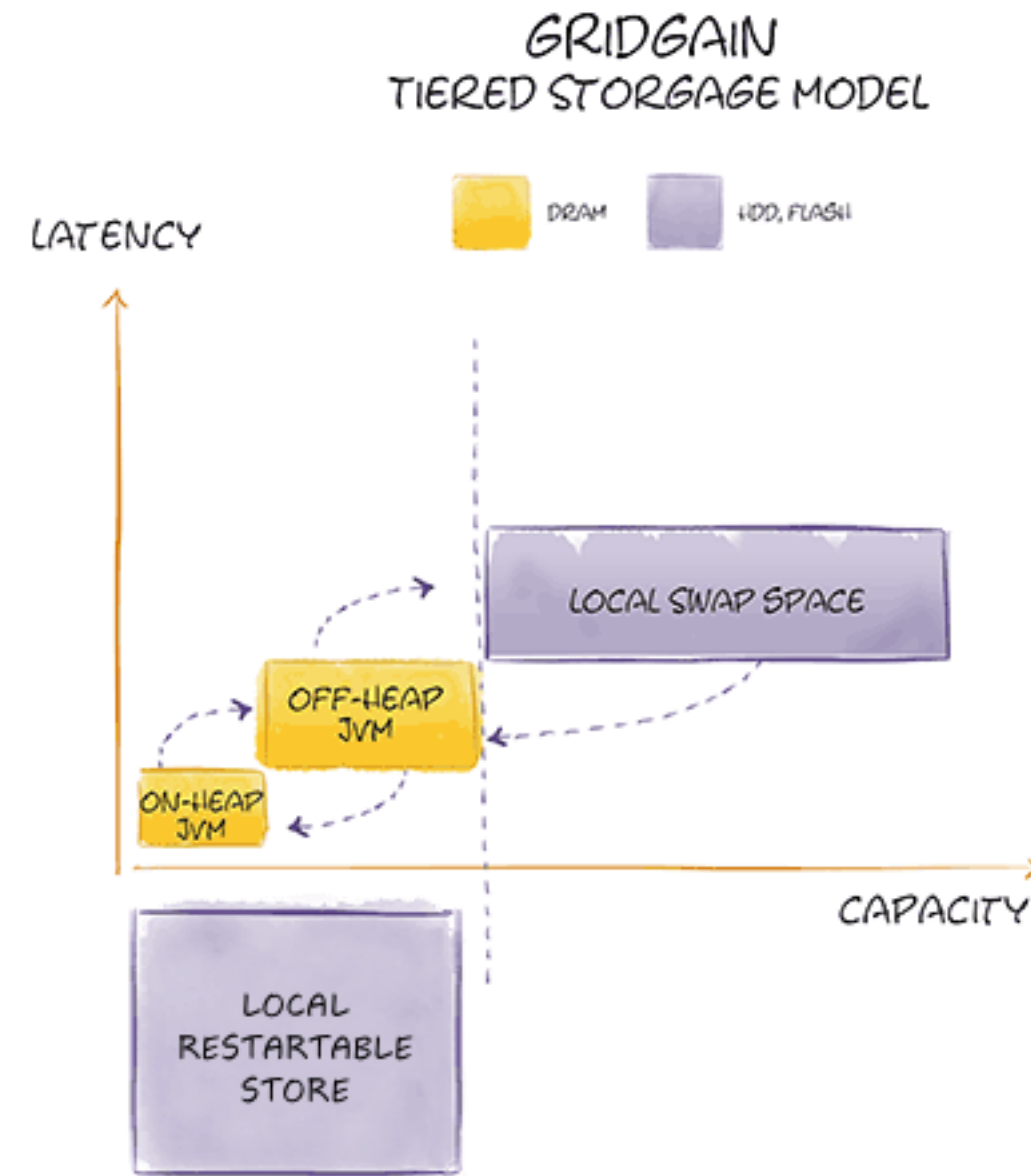 GRIDGAIN
TIERED STORGAGE MODEL
DRAM
HDD, FLASH
LATENCY
LOCAL SWAP SPACE
OFF-HEAP
JVM
ON-HEAP
JVM
CAPACITY
LOCAL
RESTARTABLE
STORE